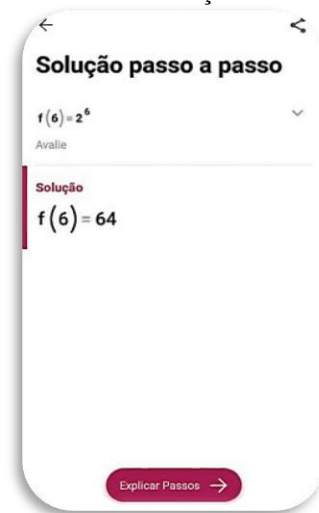 Solução passo a passo
f(6)=2⁶
Avalie
Solução
f(6)=64
Explicar Passos →